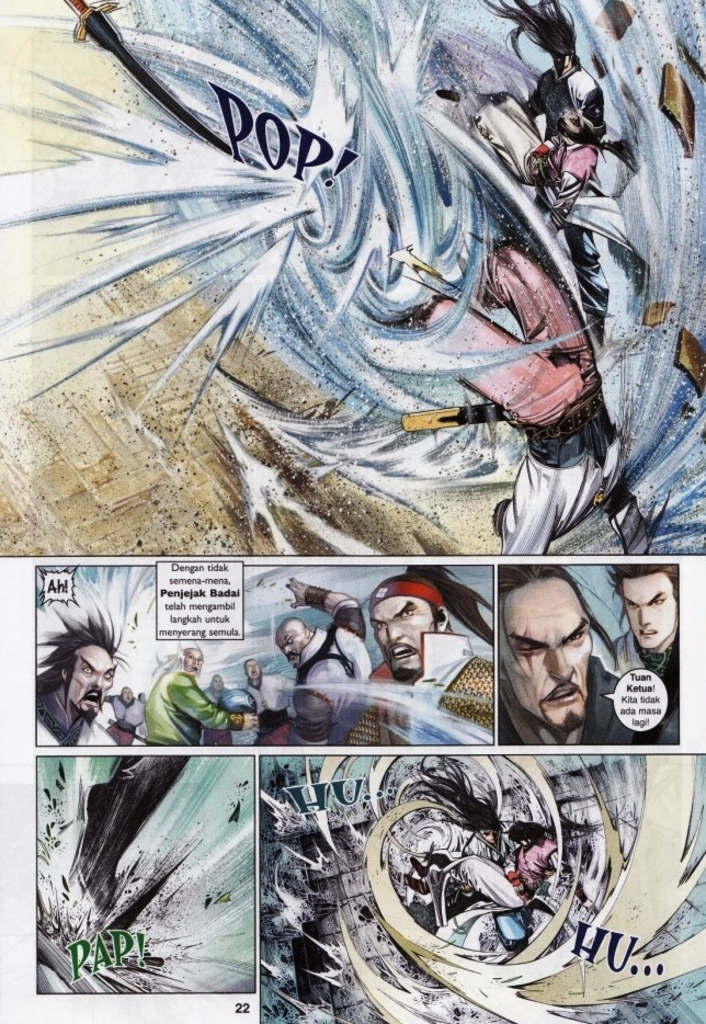 POP!
Ah!
Dengan tidak
semena-mena,
Penjejak Badai
telah mengambil
langkah untuk
menyerang semula.
Tuan
Ketua!
Kita tidak
ada masa
lagi!
PAP!
HU...
HU...
22